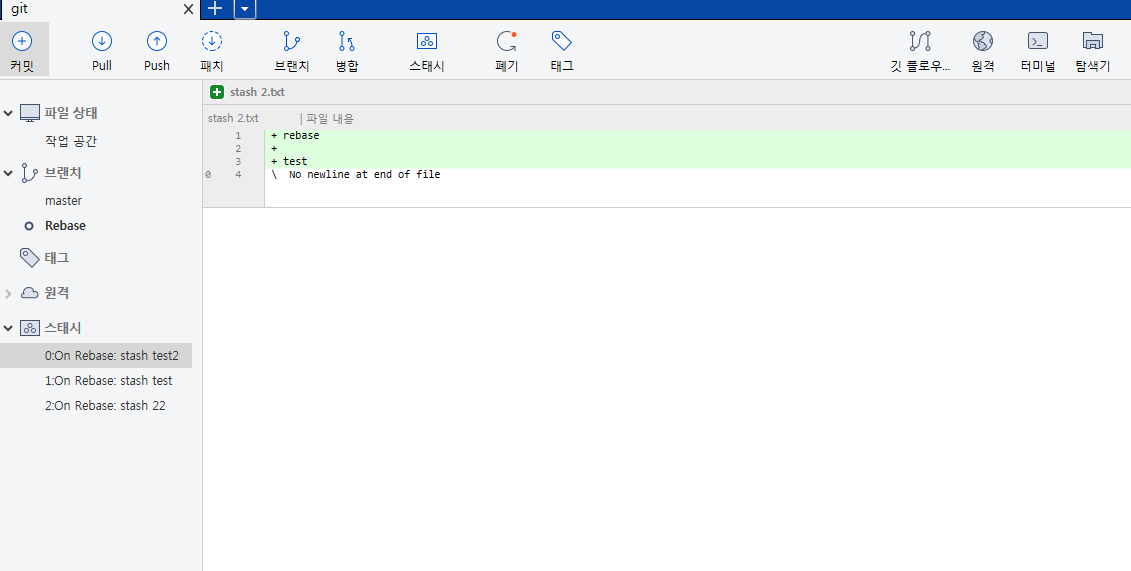 git
커밋 Pull Push 패치 브랜치 병합 스태시 폐기 태그 깃 플로우... 원격 터미널 탐색기
파일 상태
작업 공간
브랜치
master
Rebase
태그
원격
스태시
0:On Rebase: stash test2
1:On Rebase: stash test
2:On Rebase: stash 22
stash 2.txt
stash 2.txt | 파일 내용
1 + rebase
2 +
3 + test
0 4 \ No newline at end of file